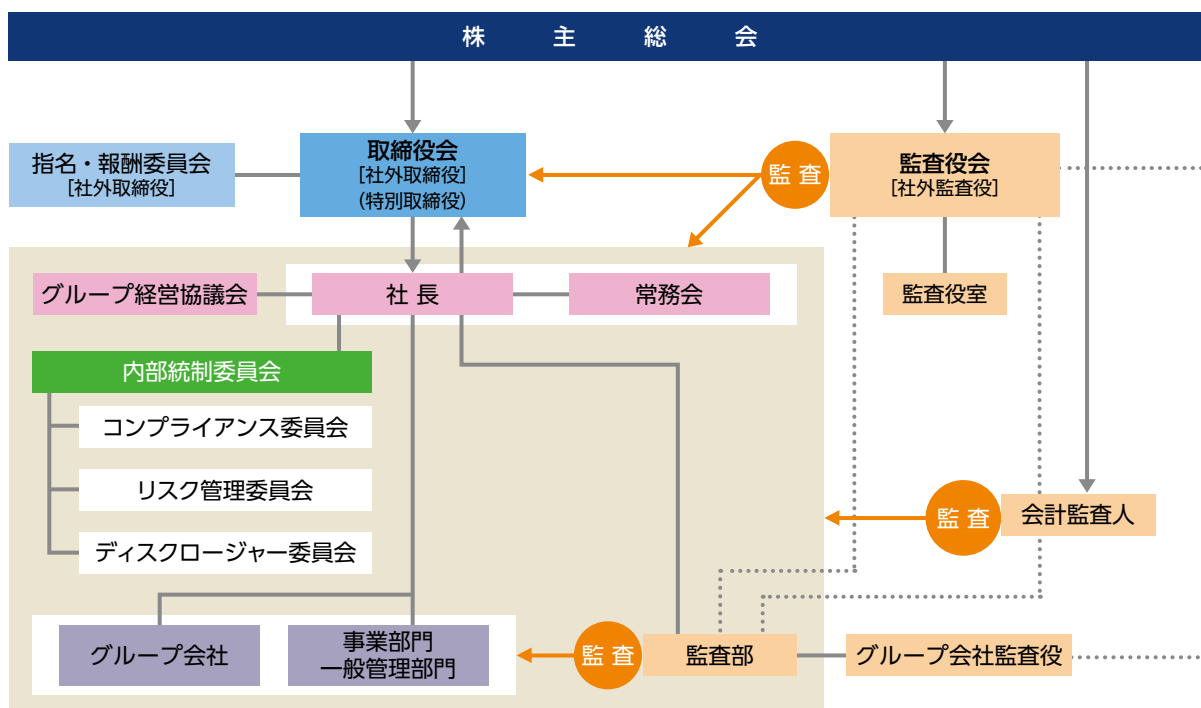 株主総会
指名・報酬委員会
[社外取締役]
取締役会
[社外取締役]
(特別取締役)
監査
監査役会
[社外監査役]
グループ経営協議会
社長
常務会
監査役室
内部統制委員会
コンプライアンス委員会
リスク管理委員会
監査
会計監査人
ディスクロージャー委員会
グループ会社
事業部門
一般管理部門
監査
監査部
グループ会社監査役